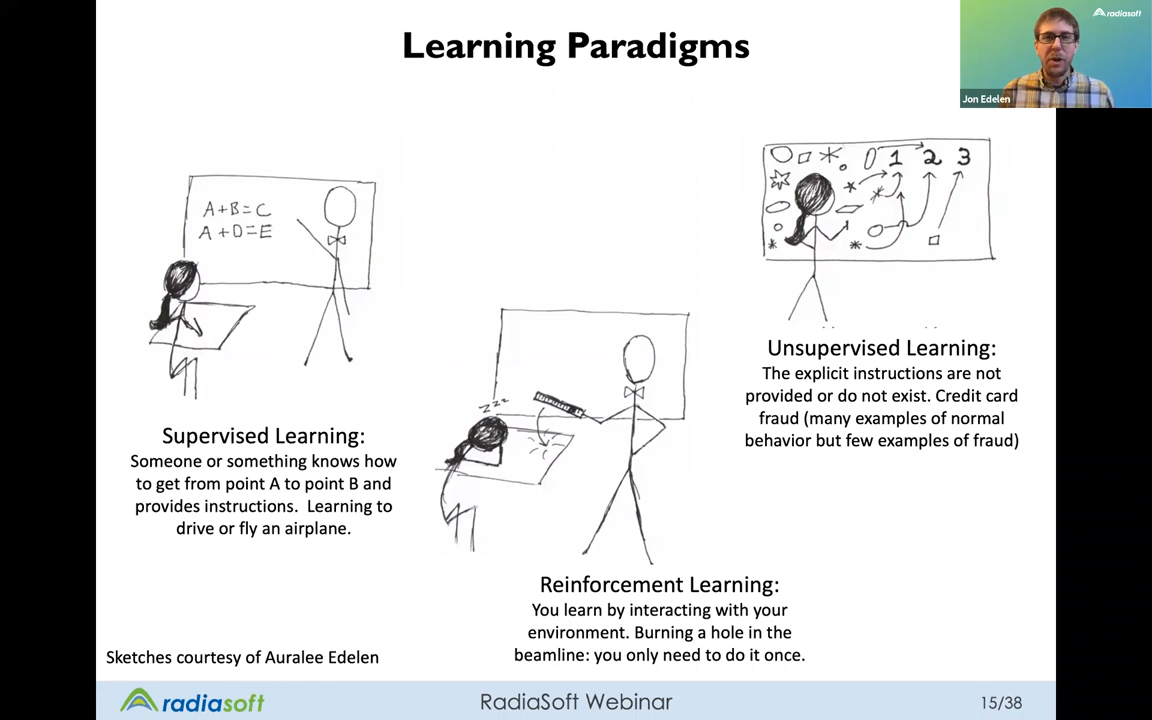 Learning Paradigms
radiasoft
Jon Edelen
A+B=C
A+D=E
Supervised Learning:
Someone or something knows how
to get from point A to point B and
provides instructions. Learning to
drive or fly an airplane.
zzz
Reinforcement Learning:
You learn by interacting with your
environment. Burning a hole in the
beamline: you only need to do it once.
1 2 3
Unsupervised Learning:
The explicit instructions are not
provided or do not exist. Credit card
fraud (many examples of normal
behavior but few examples of fraud)
Sketches courtesy of Auralee Edelen
radiasoft
RadiaSoft Webinar
15/38